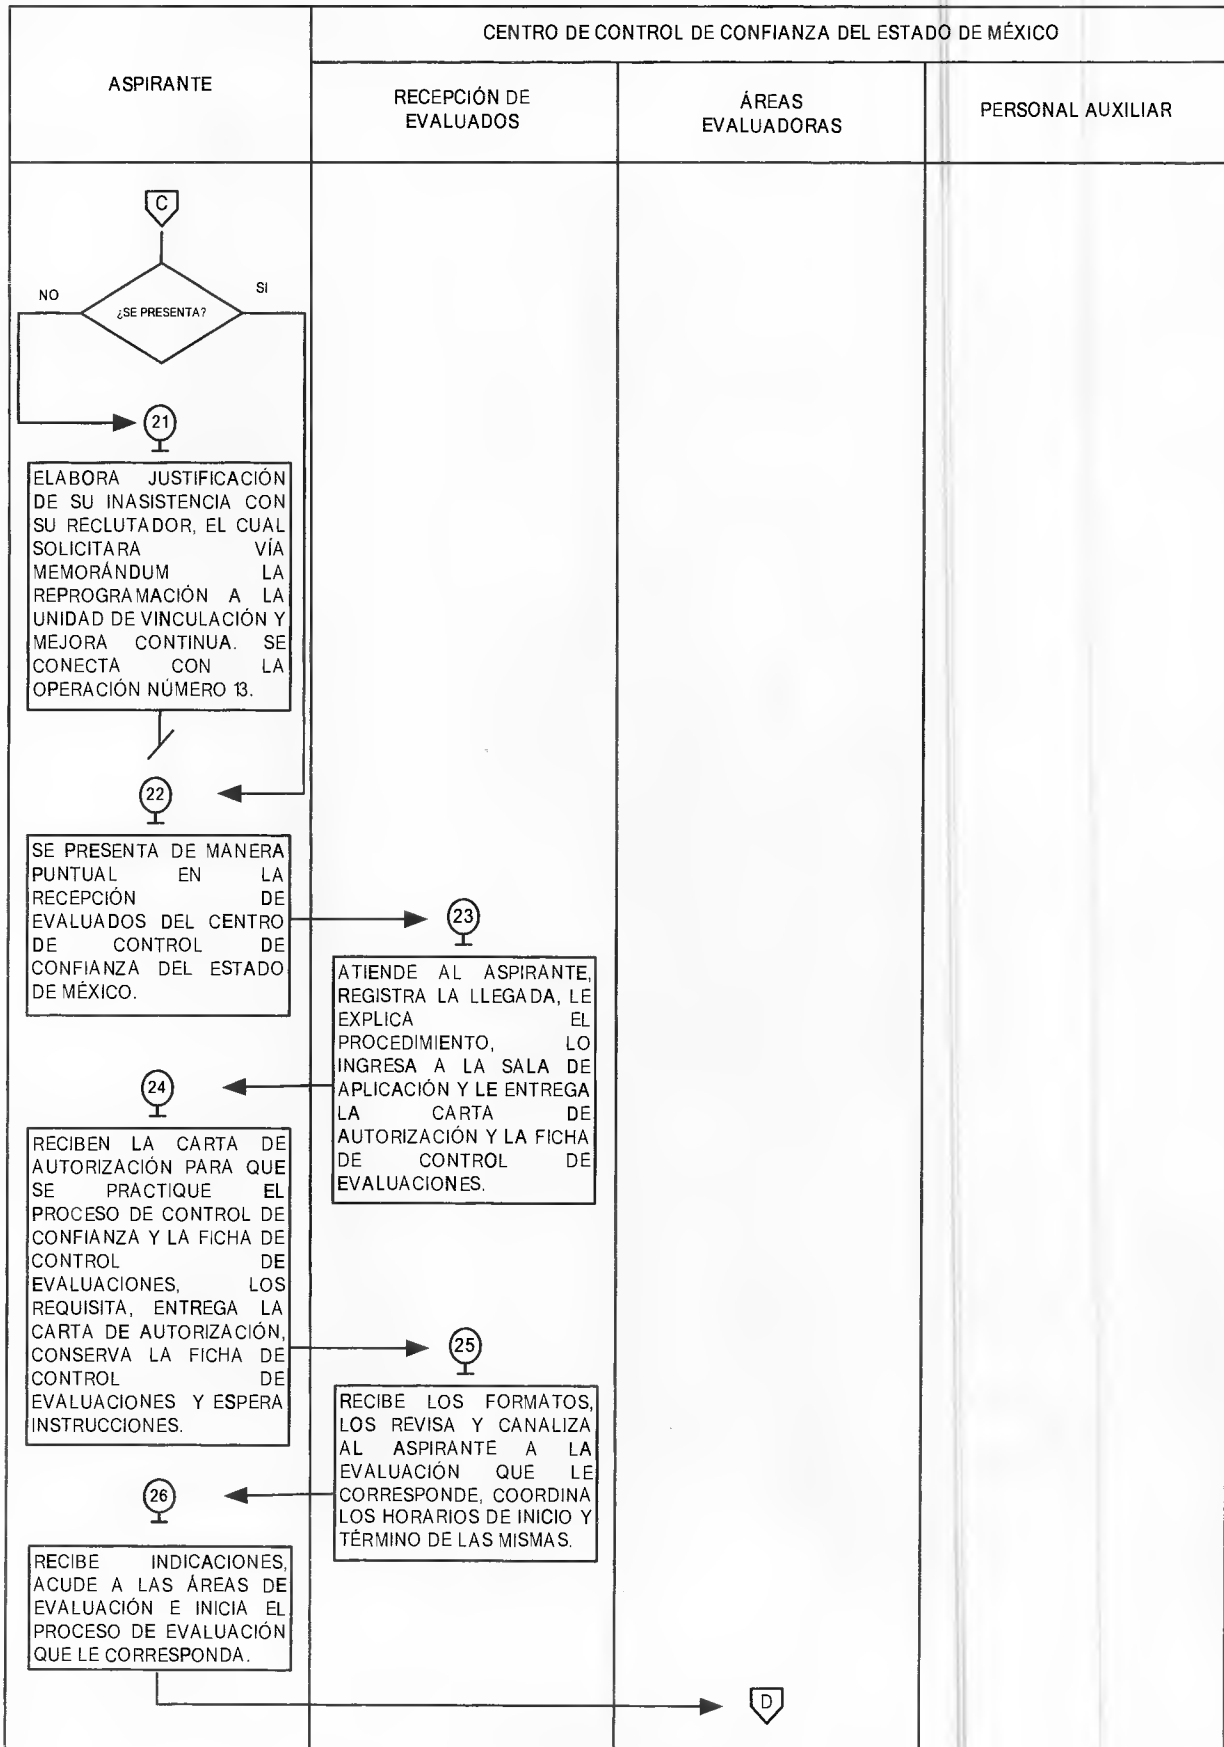 CENTRO DE CONTROL DE CONFIANZA DEL ESTADO DE MÉXICO
ASPIRANTE
RECEPCIÓN DE
EVALUADOS
ÁREAS
EVALUADORAS
PERSONAL AUXILIAR
C
NO
SI
¿SE PRESENTA?
21
ELABORA JUSTIFICACIÓN
DE SU INASISTENCIA CON
SU RECLUTADOR, EL CUAL
SOLICITARA VÍA
MEMORÁNDUM LA
REPROGRAMACIÓN A LA
UNIDAD DE VINCULACIÓN Y
MEJORA CONTINUA. SE
CONECTA CON LA
OPERACIÓN NÚMERO 13.
22
SE PRESENTA DE MANERA
PUNTUAL EN LA
RECEPCIÓN DE
EVALUADOS DEL CENTRO
DE CONTROL DE
CONFIANZA DEL ESTADO
DE MÉXICO.
23
ATIENDE AL ASPIRANTE,
REGISTRA LA LLEGADA, LE
EXPLICA EL
PROCEDIMIENTO, LO
INGRESA A LA SALA DE
APLICACIÓN Y LE ENTREGA
LA CARTA DE
AUTORIZACIÓN Y LA FICHA
DE CONTROL DE
EVALUACIONES.
24
RECIBEN LA CARTA DE
AUTORIZACIÓN PARA QUE
SE PRACTIQUE EL
PROCESO DE CONTROL DE
CONFIANZA Y LA FICHA DE
CONTROL DE
EVALUACIONES, LOS
REQUISITA, ENTREGA LA
CARTA DE AUTORIZACIÓN,
CONSERVA LA FICHA DE
CONTROL DE
EVALUACIONES Y ESPERA
INSTRUCCIONES.
25
RECIBE LOS FORMATOS,
LOS REVISA Y CANALIZA
AL ASPIRANTE A LA
EVALUACIÓN QUE LE
CORRESPONDE, COORDINA
LOS HORARIOS DE INICIO Y
TÉRMINO DE LAS MISMAS.
26
RECIBE INDICACIONES,
ACUDE A LAS ÁREAS DE
EVALUACIÓN E INICIA EL
PROCESO DE EVALUACIÓN
QUE LE CORRESPONDA.
D